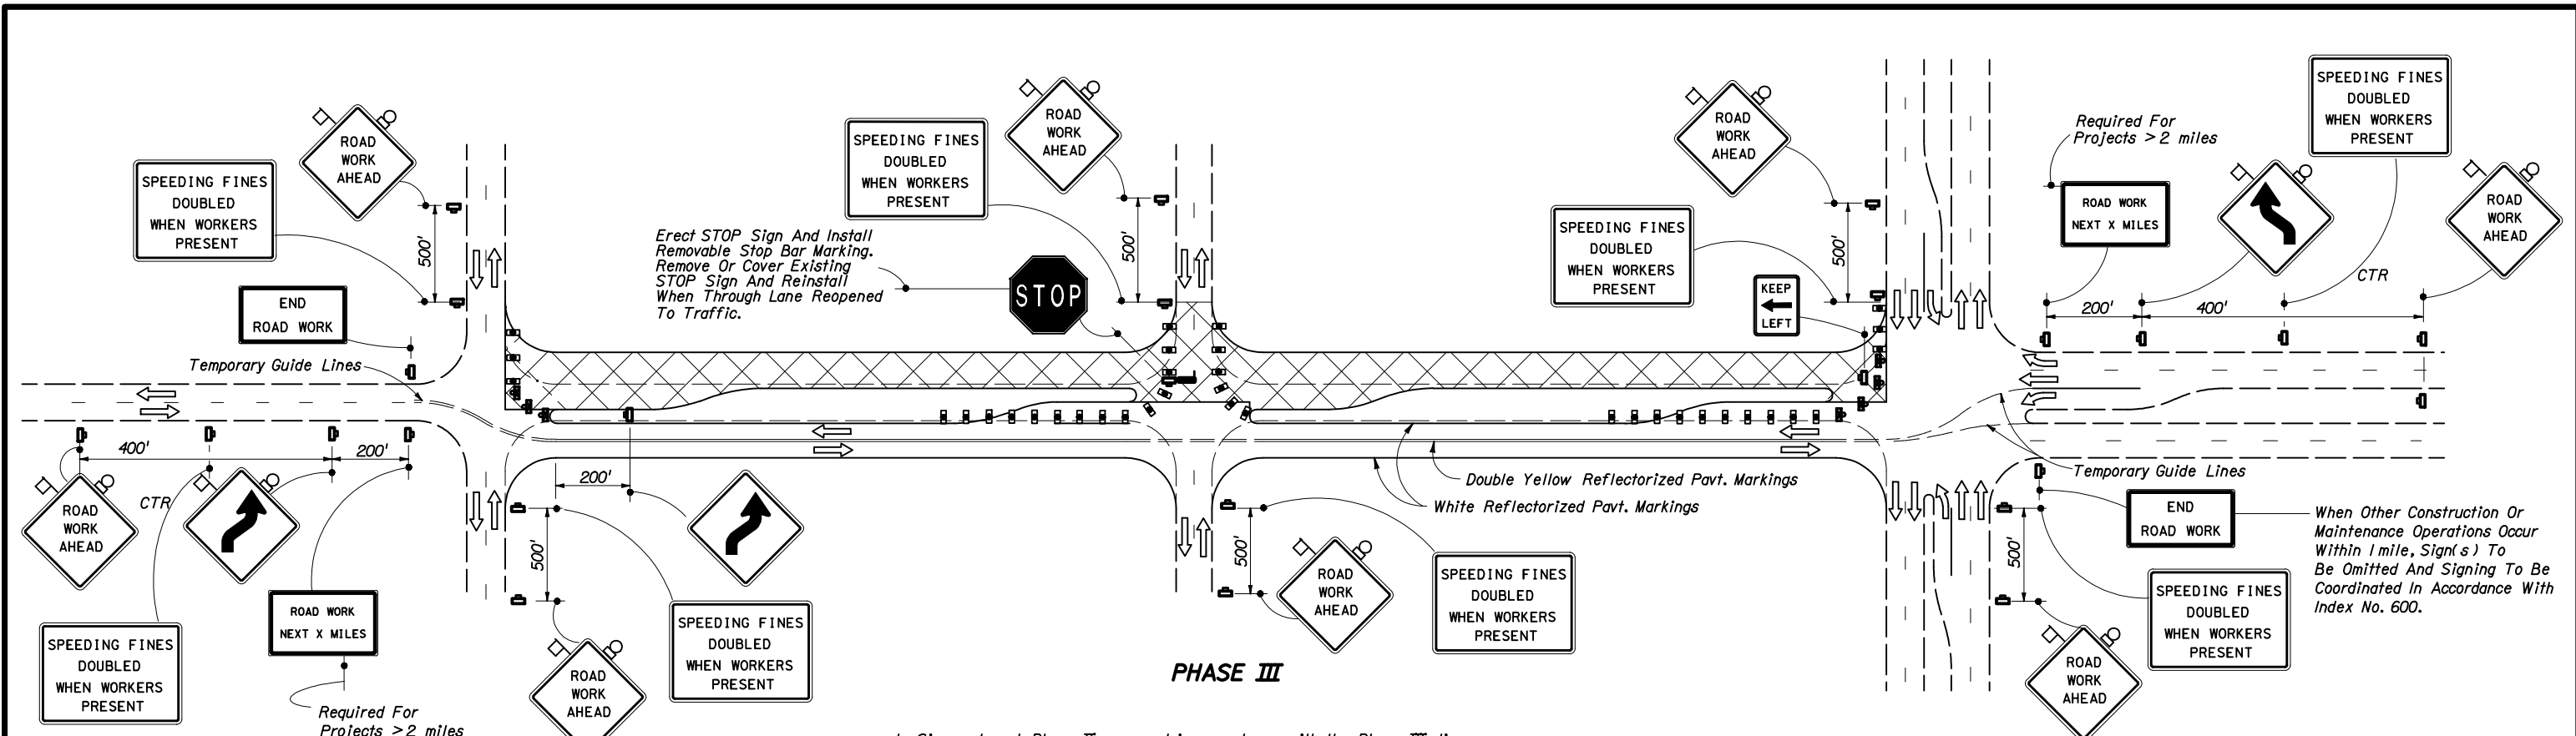 ROAD
WORK
AHEAD
SPEEDING FINES
DOUBLED
WHEN WORKERS
PRESENT
500'
END
ROAD WORK
Temporary Guide Lines
SPEEDING FINES
DOUBLED
WHEN WORKERS
PRESENT
ROAD
WORK
AHEAD
500'
Erect STOP Sign And Install
Removable Stop Bar Marking.
Remove Or Cover Existing
STOP Sign And Reinstall
When Through Lane Reopened
To Traffic.
STOP
ROAD
WORK
AHEAD
SPEEDING FINES
DOUBLED
WHEN WORKERS
PRESENT
500'
KEEP
LEFT
Required For
Projects > 2 miles
ROAD WORK
NEXT X MILES
SPEEDING FINES
DOUBLED
WHEN WORKERS
PRESENT
ROAD
WORK
AHEAD
CTR
200'
400'
400'
200'
ROAD
WORK
AHEAD
CTR
SPEEDING FINES
DOUBLED
WHEN WORKERS
PRESENT
ROAD WORK
NEXT X MILES
Required For
Projects > 2 miles
200'
500'
ROAD
WORK
AHEAD
SPEEDING FINES
DOUBLED
WHEN WORKERS
PRESENT
Double Yellow Reflectorized Pavt. Markings
White Reflectorized Pavt. Markings
500'
ROAD
WORK
AHEAD
SPEEDING FINES
DOUBLED
WHEN WORKERS
PRESENT
PHASE III
Temporary Guide Lines
END
ROAD WORK
When Other Construction Or
Maintenance Operations Occur
Within 1 mile, Sign(s) To
Be Omitted And Signing To Be
Coordinated In Accordance With
Index No. 600.
500'
SPEEDING FINES
DOUBLED
WHEN WORKERS
PRESENT
ROAD
WORK
AHEAD